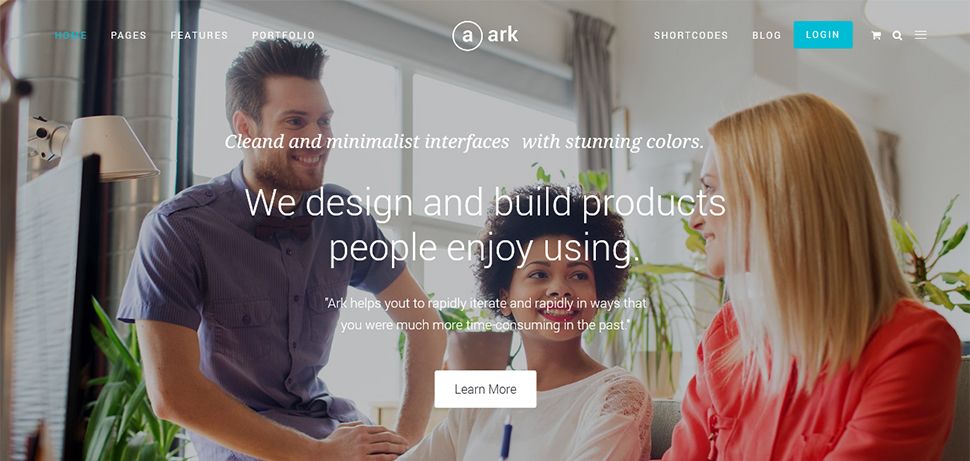 HOME PAGES FEATURES PORTFOLIO a ark SHORTCODES BLOG LOGIN
Cleand and minimalist interfaces with stunning colors.
We design and build products
people enjoy using.
"Ark helps yout to rapidly iterate and rapidly in ways that
you were much more time-consuming in the past."
Learn More